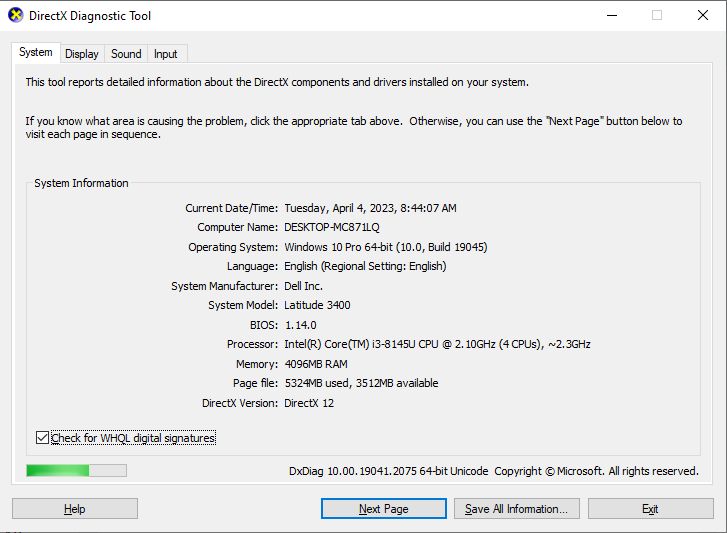 DirectX Diagnostic Tool
System Display Sound Input
This tool reports detailed information about the DirectX components and drivers installed on your system.
If you know what area is causing the problem, click the appropriate tab above. Otherwise, you can use the "Next Page" button below to
visit each page in sequence.
System Information
Current Date/Time: Tuesday, April 4, 2023, 8:44:07 AM
Computer Name: DESKTOP-MC871LQ
Operating System: Windows 10 Pro 64-bit (10.0, Build 19045)
Language: English (Regional Setting: English)
System Manufacturer: Dell Inc.
System Model: Latitude 3400
BIOS: 1.14.0
Processor: Intel(R) Core(TM) i3-8145U CPU @ 2.10GHz (4 CPUs), ~2.3GHz
Memory: 4096MB RAM
Page file: 5324MB used, 3512MB available
DirectX Version: DirectX 12
Check for WHQL digital signatures
DxDiag 10.00.19041.2075 64-bit Unicode Copyright © Microsoft. All rights reserved.
Help Next Page Save All Information... Exit